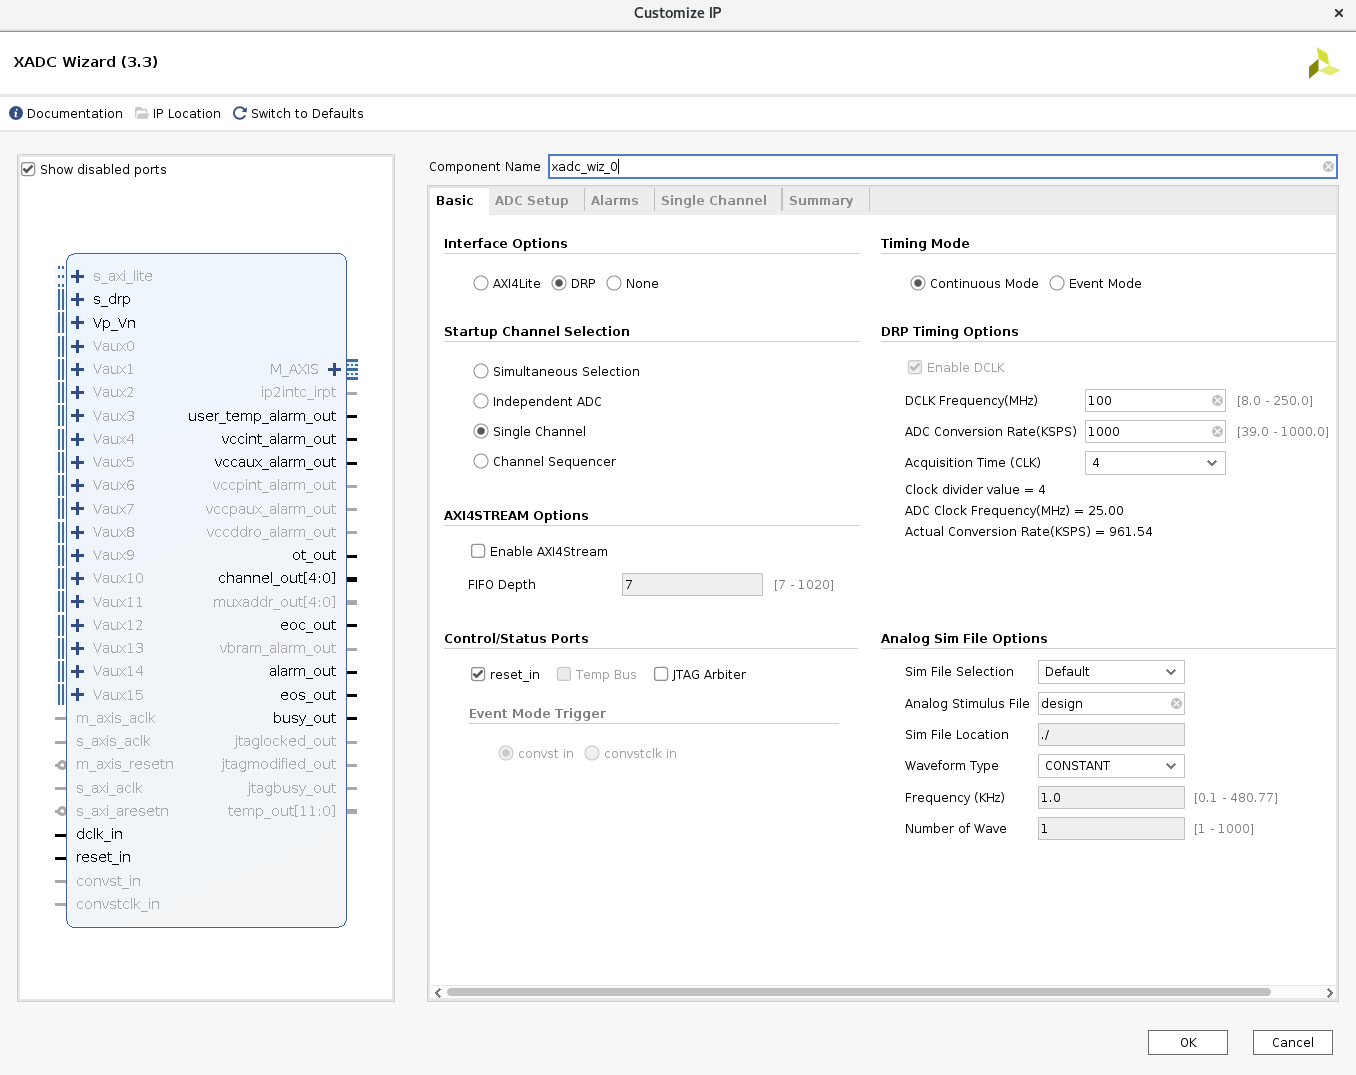 Customize IP
XADC Wizard (3.3)
Documentation IP Location Switch to Defaults
Show disabled ports
s_axi_lite
s_drp
Vp_Vn
Vaux0
Vaux1
Vaux2
Vaux3
Vaux4
Vaux5
Vaux6
Vaux7
Vaux8
Vaux9
Vaux10
Vaux11
Vaux12
Vaux13
Vaux14
Vaux15
m_axis_aclk
s_axis_aclk
m_axis_resetn
s_axi_aclk
s_axi_aresetn
dclk_in
reset_in
convst_in
convstclk_in
M_AXIS
ip2intc_irpt
user_temp_alarm_out
vccint_alarm_out
vccaux_alarm_out
vccpint_alarm_out
vccpaux_alarm_out
vccddro_alarm_out
ot_out
channel_out[4:0]
muxaddr_out[4:0]
eoc_out
vbram_alarm_out
alarm_out
eos_out
busy_out
jtaglocked_out
jtagmodified_out
jtagbusy_out
temp_out[11:0]
Component Name xadc_wiz_0
Basic ADC Setup Alarms Single Channel Summary
Interface Options
AXI4Lite DRP None
Startup Channel Selection
Simultaneous Selection
Independent ADC
Single Channel
Channel Sequencer
AXI4STREAM Options
Enable AXI4Stream
FIFO Depth 7 [7 - 1020]
Control/Status Ports
reset_in Temp Bus JTAG Arbiter
Event Mode Trigger
convst in convstclk in
Timing Mode
Continuous Mode Event Mode
DRP Timing Options
Enable DCLK
DCLK Frequency(MHz) 100 [8.0 - 250.0]
ADC Conversion Rate(KSPS) 1000 [39.0 - 1000.0]
Acquisition Time (CLK) 4
Clock divider value = 4
ADC Clock Frequency(MHz) = 25.00
Actual Conversion Rate(KSPS) = 961.54
Analog Sim File Options
Sim File Selection Default
Analog Stimulus File design
Sim File Location ./
Waveform Type CONSTANT
Frequency (KHz) 1.0 [0.1 - 480.77]
Number of Wave 1 [1 - 1000]
OK Cancel